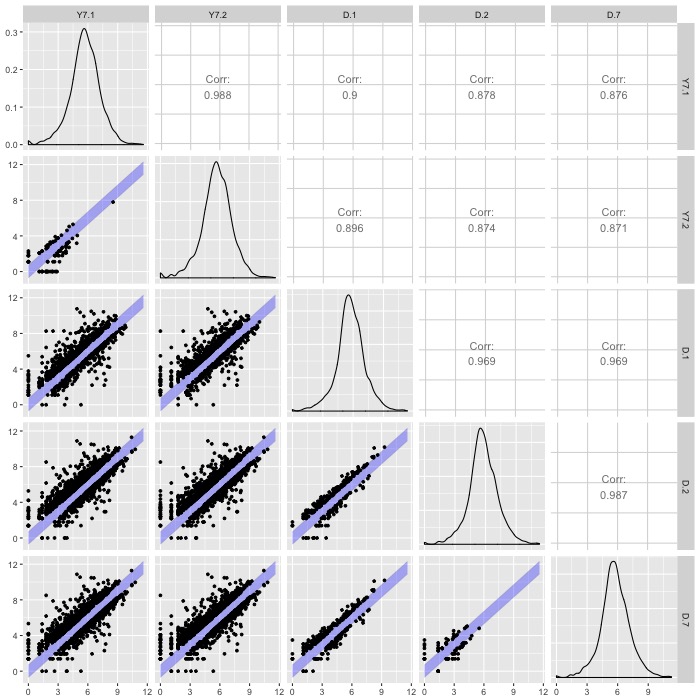 Y7.1 Y7.2 D.1 D.2 D.7
0.3
0.2
0.1
0.0
Corr: Corr: Corr: Corr:
0.988 0.9 0.878 0.876
Y7.1
12
8
4
0
Corr: Corr: Corr:
0.896 0.874 0.871
Y7.2
12
8
4
0
Corr: Corr:
0.969 0.969
D.1
12
8
4
0
Corr:
0.987
D.2
12
8
4
0
D.7
0 3 6 9 12 0 3 6 9 12 0 3 6 9 12 0 3 6 9 12 0 3 6 9